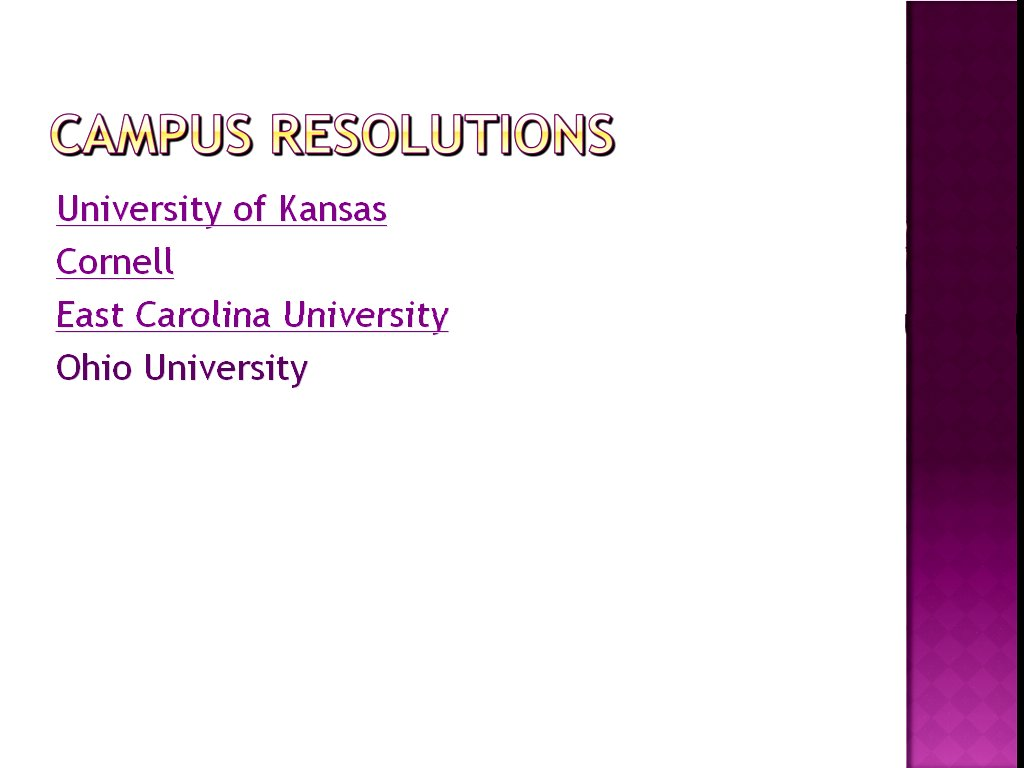 CAMPUS RESOLUTIONS
University of Kansas
Cornell
East Carolina University
Ohio University